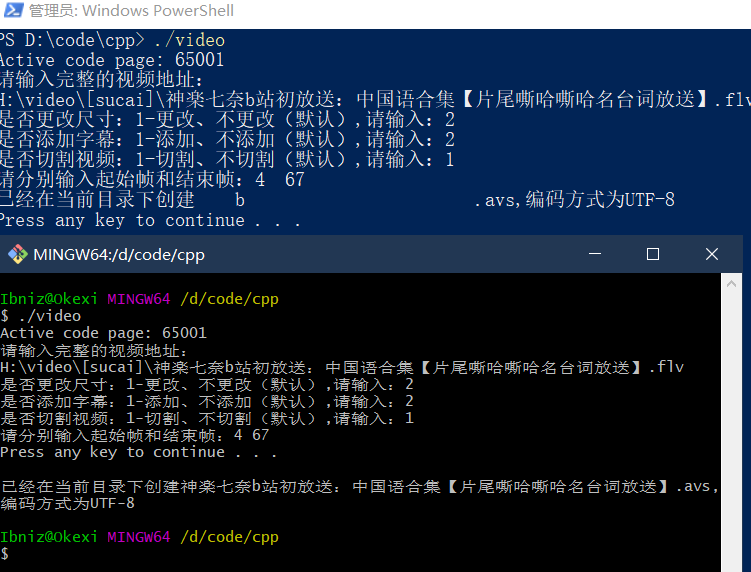 管理员: Windows PowerShell
PS D:\code\cpp> ./video
Active code page: 65001
请输入完整的视频地址:
H:\video\[sucai]\神楽七奈b站初放送：中国语合集【片尾嘶哈嘶哈名台词放送】.flv
是否更改尺寸：1-更改、不更改（默认）,请输入：2
是否添加字幕：1-添加、不添加（默认）,请输入：2
是否切割视频：1-切割、不切割（默认）,请输入：1
请分别输入起始帧和结束帧：4  67
已经在当前目录下创建    b                       .avs,编码方式为UTF-8
Press any key to continue . . .
MINGW64:/d/code/cpp
Ibniz@Okexi MINGW64 /d/code/cpp
$ ./video
Active code page: 65001
请输入完整的视频地址:
H:\video\[sucai]\神楽七奈b站初放送：中国语合集【片尾嘶哈嘶哈名台词放送】.flv
是否更改尺寸：1-更改、不更改（默认）,请输入：2
是否添加字幕：1-添加、不添加（默认）,请输入：2
是否切割视频：1-切割、不切割（默认）,请输入：1
请分别输入起始帧和结束帧：4 67
Press any key to continue . . .
已经在当前目录下创建神楽七奈b站初放送：中国语合集【片尾嘶哈嘶哈名台词放送】.avs,
编码方式为UTF-8
Ibniz@Okexi MINGW64 /d/code/cpp
$